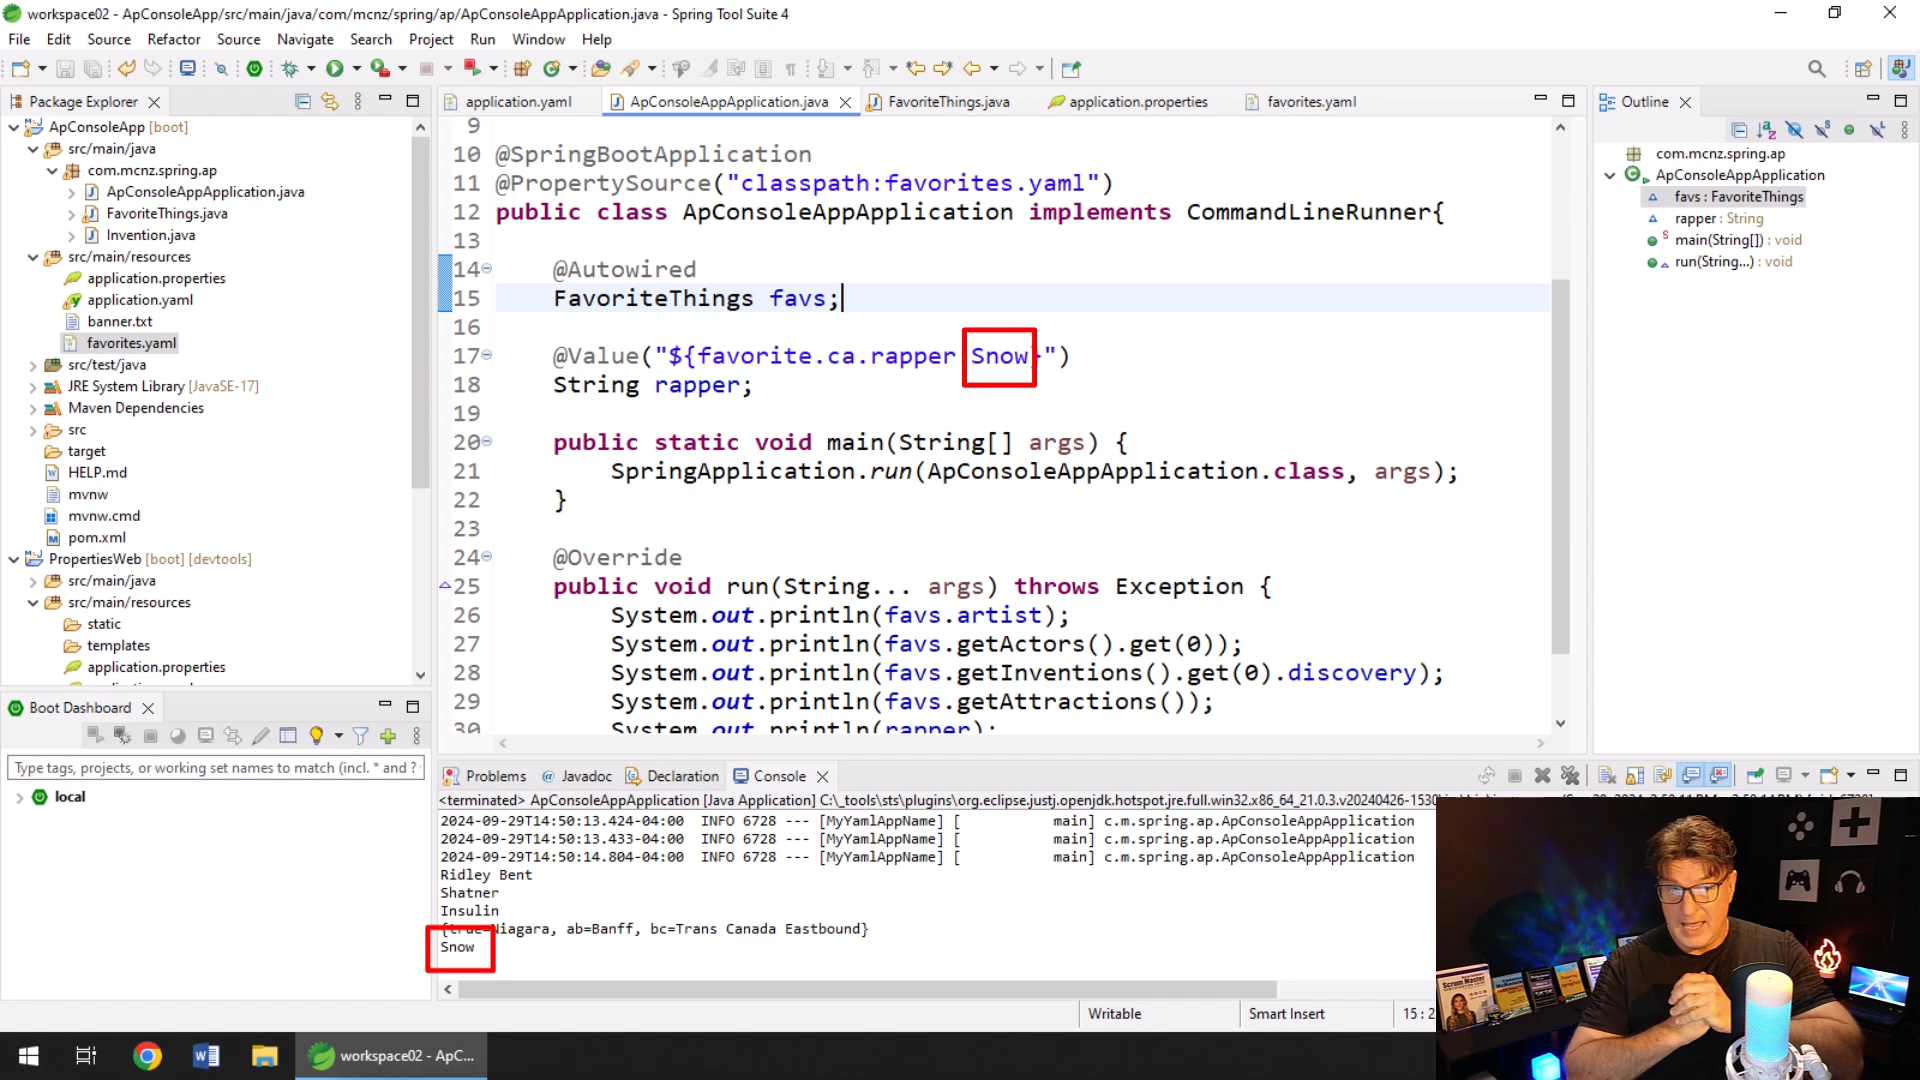 workspace02 - ApConsoleApp/src/main/java/com/mcnz/spring/ap/ApConsoleAppApplication.java - Spring Tool Suite 4
File Edit Source Refactor Source Navigate Search Project Run Window Help
Package Explorer
ApConsoleApp [boot]
src/main/java
com.mcnz.spring.ap
ApConsoleAppApplication.java
FavoriteThings.java
Invention.java
src/main/resources
application.properties
application.yaml
banner.txt
favorites.yaml
src/test/java
JRE System Library [JavaSE-17]
Maven Dependencies
src
target
HELP.md
mvnw
mvnw.cmd
pom.xml
PropertiesWeb [boot] [devtools]
src/main/java
src/main/resources
static
templates
application.properties
Boot Dashboard
Type tags, projects, or working set names to match (incl. * and ?
local
application.yaml ApConsoleAppApplication.java FavoriteThings.java application.properties favorites.yaml
9
10 @SpringBootApplication
11 @PropertySource("classpath:favorites.yaml")
12 public class ApConsoleAppApplication implements CommandLineRunner{
13
14 @Autowired
15 FavoriteThings favs;
16
17 @Value("${favorite.ca.rapper Snow}")
18 String rapper;
19
20 public static void main(String[] args) {
21 SpringApplication.run(ApConsoleAppApplication.class, args);
22 }
23
24 @Override
25 public void run(String... args) throws Exception {
26 System.out.println(favs.artist);
27 System.out.println(favs.getActors().get(0));
28 System.out.println(favs.getInventions().get(0).discovery);
29 System.out.println(favs.getAttractions());
30 System.out.println(rapper);
Outline
com.mcnz.spring.ap
ApConsoleAppApplication
favs : FavoriteThings
rapper : String
main(String[]) : void
run(String...) : void
Problems Javadoc Declaration Console
<terminated> ApConsoleAppApplication [Java Application] C:\_tools\sts\plugins\org.eclipse.justj.openjdk.hotspot.jre.full.win32.x86_64_21.0.3.v20240426-1530
2024-09-29T14:50:13.424-04:00 INFO 6728 --- [MyYamlAppName] [ main] c.m.spring.ap.ApConsoleAppApplication
2024-09-29T14:50:13.433-04:00 INFO 6728 --- [MyYamlAppName] [ main] c.m.spring.ap.ApConsoleAppApplication
2024-09-29T14:50:14.804-04:00 INFO 6728 --- [MyYamlAppName] [ main] c.m.spring.ap.ApConsoleAppApplication
Ridley Bent
Shatner
Insulin
{true=Niagara, ab=Banff, bc=Trans Canada Eastbound}
Snow
Writable Smart Insert 15 : 2
workspace02 - ApC...